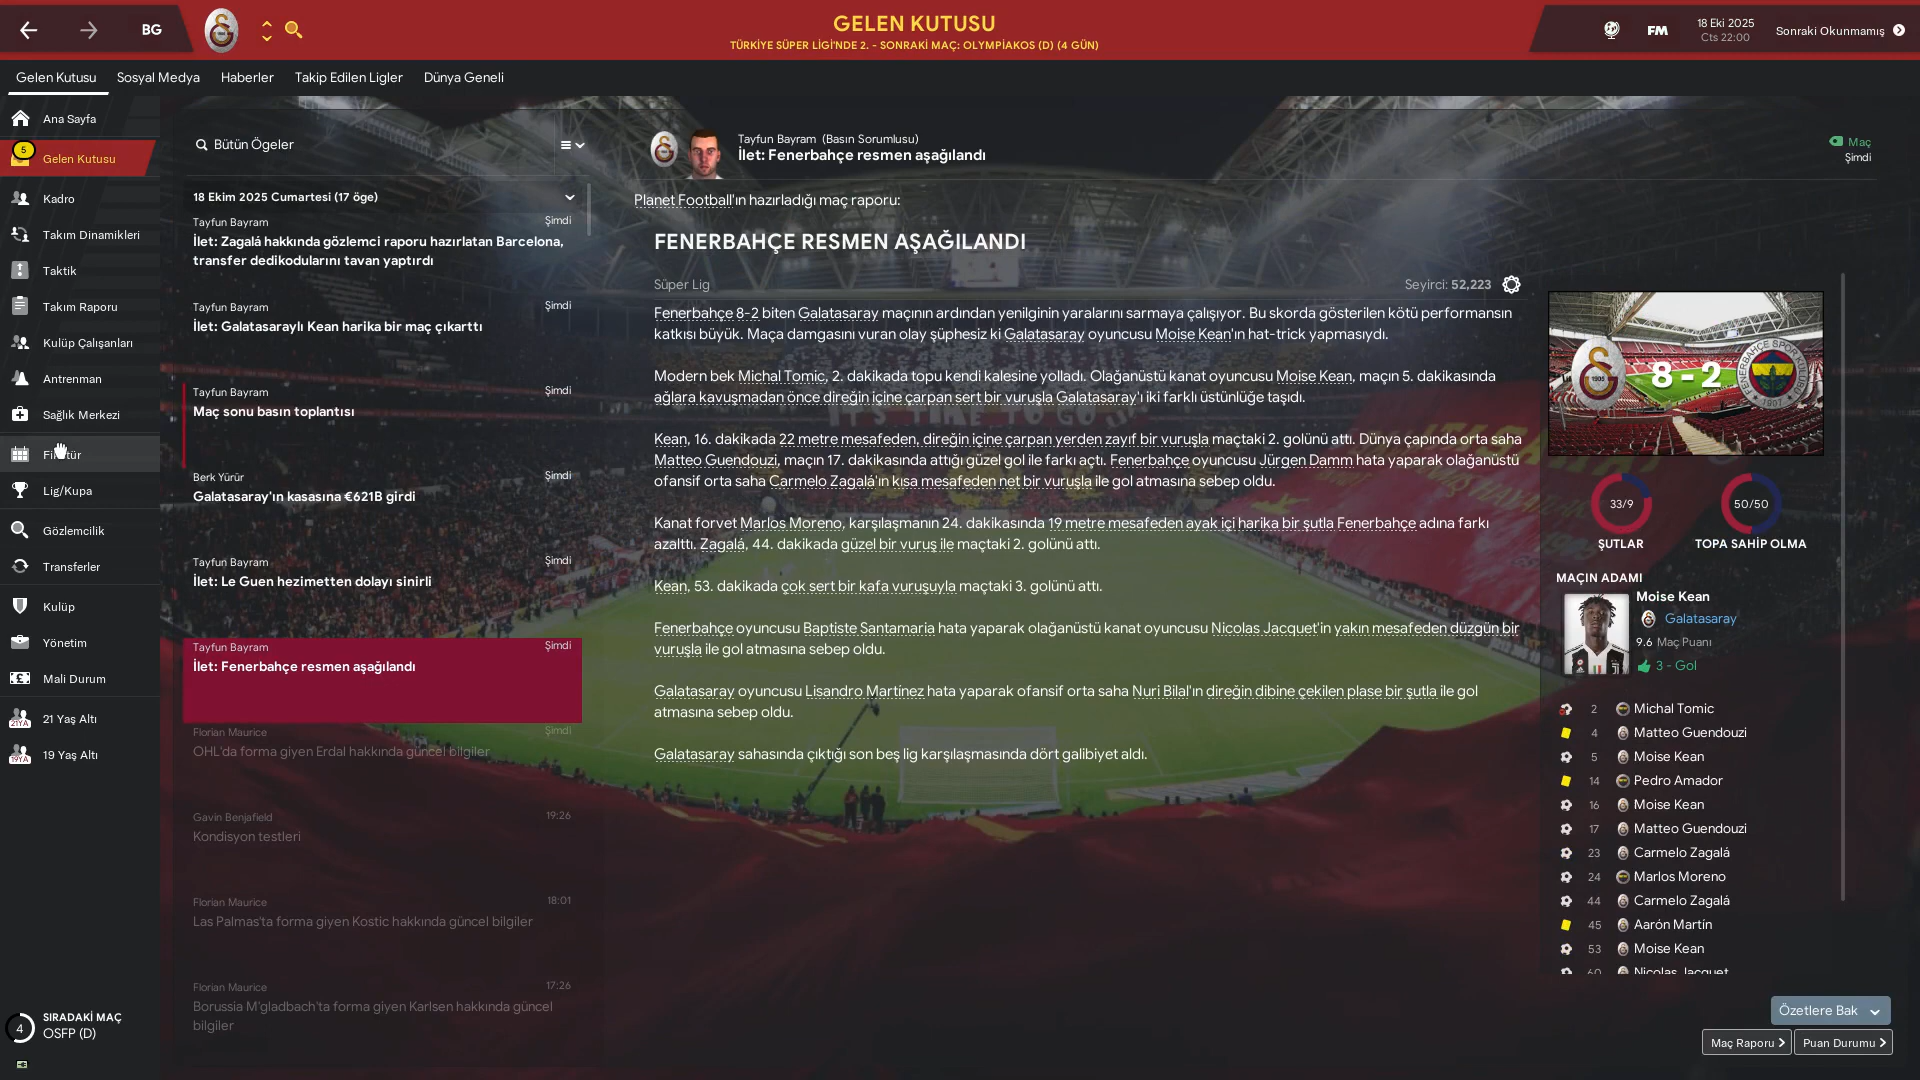 BG
GELEN KUTUSU
TÜRKİYE SÜPER LİGİ'NDE 2. - SONRAKİ MAÇ: OLYMPİAKOS (D) (4 GÜN)
FM
18 Eki 2025
Cts 22:00
Sonraki Okunmamış
Gelen Kutusu
Sosyal Medya
Haberler
Takip Edilen Ligler
Dünya Geneli
Ana Sayfa
5
Gelen Kutusu
Kadro
Takım Dinamikleri
Taktik
Takım Raporu
Kulüp Çalışanları
Antrenman
Sağlık Merkezi
Lig/Kupa
Gözlemcilik
Transferler
Kulüp
Yönetim
Mali Durum
21YA
21 Yaş Altı
19YA
19 Yaş Altı
4
SIRADAKİ MAÇ
OSFP (D)
Bütün Ögeler
18 Ekim 2025 Cumartesi (17 öge)
Tayfun Bayram
Şimdi
İlet: Zagalá hakkında gözlemci raporu hazırlatan Barcelona,
transfer dedikodularını tavan yaptırdı
Tayfun Bayram
Şimdi
İlet: Galatasaraylı Kean harika bir maç çıkarttı
Tayfun Bayram
Şimdi
Maç sonu basın toplantısı
Berk Yürür
Şimdi
Galatasaray'ın kasasına €621B girdi
Tayfun Bayram
Şimdi
İlet: Le Guen hezimetten dolayı sinirli
Tayfun Bayram
Şimdi
İlet: Fenerbahçe resmen aşağılandı
Florian Maurice
Şimdi
OHL'da forma giyen Erdal hakkında güncel bilgiler
Gavin Benjafield
19:26
Kondisyon testleri
Florian Maurice
18:01
Las Palmas'ta forma giyen Kostic hakkında güncel bilgiler
Florian Maurice
17:26
Borussia M'gladbach'ta forma giyen Karlsen hakkında güncel
bilgiler
Tayfun Bayram (Basın Sorumlusu)
İlet: Fenerbahçe resmen aşağılandı
Maç
Şimdi
Planet Football'ın hazırladığı maç raporu:
FENERBAHÇE RESMEN AŞAĞILANDI
Süper Lig
Seyirci: 52,223
Fenerbahçe 8-2 biten Galatasaray maçının ardından yenilginin yaralarını sarmaya çalışıyor. Bu skorda gösterilen kötü performansın
katkısı büyük. Maça damgasını vuran olay şüphesiz ki Galatasaray oyuncusu Moise Kean'ın hat-trick yapmasıydı.
Modern bek Michal Tomic, 2. dakikada topu kendi kalesine yolladı. Olağanüstü kanat oyuncusu Moise Kean, maçın 5. dakikasında
ağlara kavuşmadan önce direğin içine çarpan sert bir vuruşla Galatasaray'ı iki farklı üstünlüğe taşıdı.
Kean, 16. dakikada 22 metre mesafeden, direğin içine çarpan yerden zayıf bir vuruşla maçtaki 2. golünü attı. Dünya çapında orta saha
Matteo Guendouzi, maçın 17. dakikasında attığı güzel gol ile farkı açtı. Fenerbahçe oyuncusu Jürgen Damm hata yaparak olağanüstü
ofansif orta saha Carmelo Zagalá'ın kısa mesafeden net bir vuruşla ile gol atmasına sebep oldu.
Kanat forvet Marlos Moreno, karşılaşmanın 24. dakikasında 19 metre mesafeden ayak içi harika bir şutla Fenerbahçe adına farkı
azalttı. Zagalá, 44. dakikada güzel bir vuruş ile maçtaki 2. golünü attı.
Kean, 53. dakikada çok sert bir kafa vuruşuyla maçtaki 3. golünü attı.
Fenerbahçe oyuncusu Baptiste Santamaria hata yaparak olağanüstü kanat oyuncusu Nicolas Jacquet'in yakın mesafeden düzgün bir
vuruşla ile gol atmasına sebep oldu.
Galatasaray oyuncusu Lisandro Martínez hata yaparak ofansif orta saha Nuri Bilal'ın direğin dibine çekilen plase bir şutla ile gol
atmasına sebep oldu.
Galatasaray sahasında çıktığı son beş lig karşılaşmasında dört galibiyet aldı.
8 - 2
33/9
ŞUTLAR
50/50
TOPA SAHİP OLMA
MAÇIN ADAMI
Moise Kean
Galatasaray
9.6 Maç Puanı
3 - Gol
2 Michal Tomic
4 Matteo Guendouzi
5 Moise Kean
14 Pedro Amador
16 Moise Kean
17 Matteo Guendouzi
23 Carmelo Zagalá
24 Marlos Moreno
44 Carmelo Zagalá
45 Aarón Martín
53 Moise Kean
60 Nicolas Jacquet
Özetlere Bak
Maç Raporu
Puan Durumu